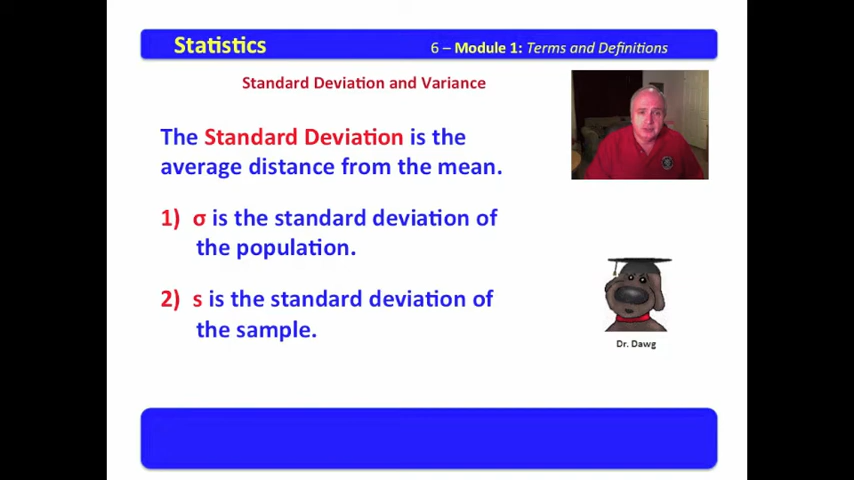 Statistics
6 – Module 1: Terms and Definitions
Standard Deviation and Variance
The Standard Deviation is the
average distance from the mean.
1) σ is the standard deviation of
the population.
2) s is the standard deviation of
the sample.
Dr. Dawg